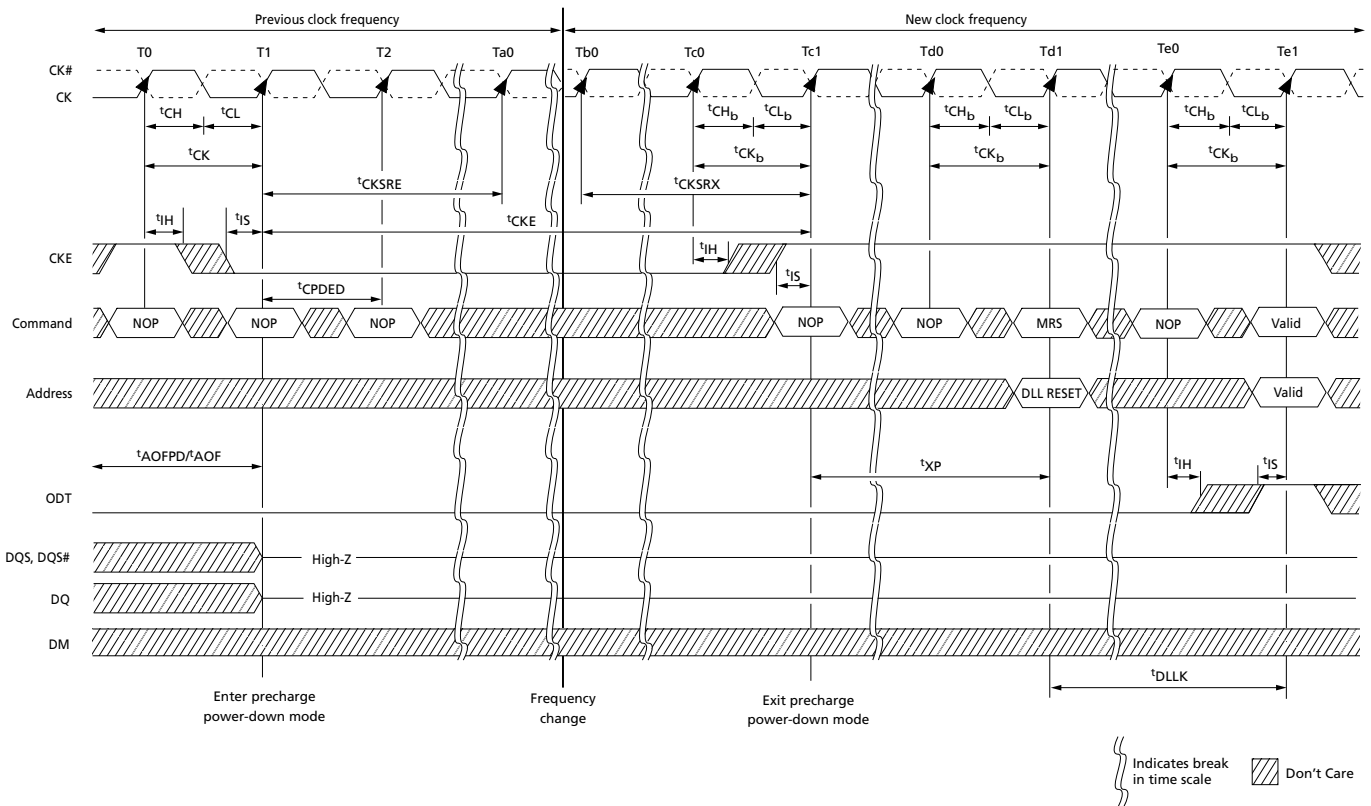 Previous clock frequency New clock frequency
T0 T1 T2 Ta0 Tb0 Tc0 Tc1 Td0 Td1 Te0 Te1
CK#
CK
tCH tCL tCHb tCLb tCHb tCLb tCHb tCLb
tCK tCKb tCKb tCKb
tCKSRE tCKSRX
tIH tIS tCKE
CKE tIH
tIS
tCPDED
Command NOP NOP NOP NOP NOP MRS NOP Valid
Address DLL RESET Valid
tAOFPD/tAOF tXP tIH tIS
ODT
DQS, DQS# High-Z
DQ High-Z
DM
tDLLK
Enter precharge
power-down mode
Frequency
change
Exit precharge
power-down mode
Indicates break
in time scale
Don't Care